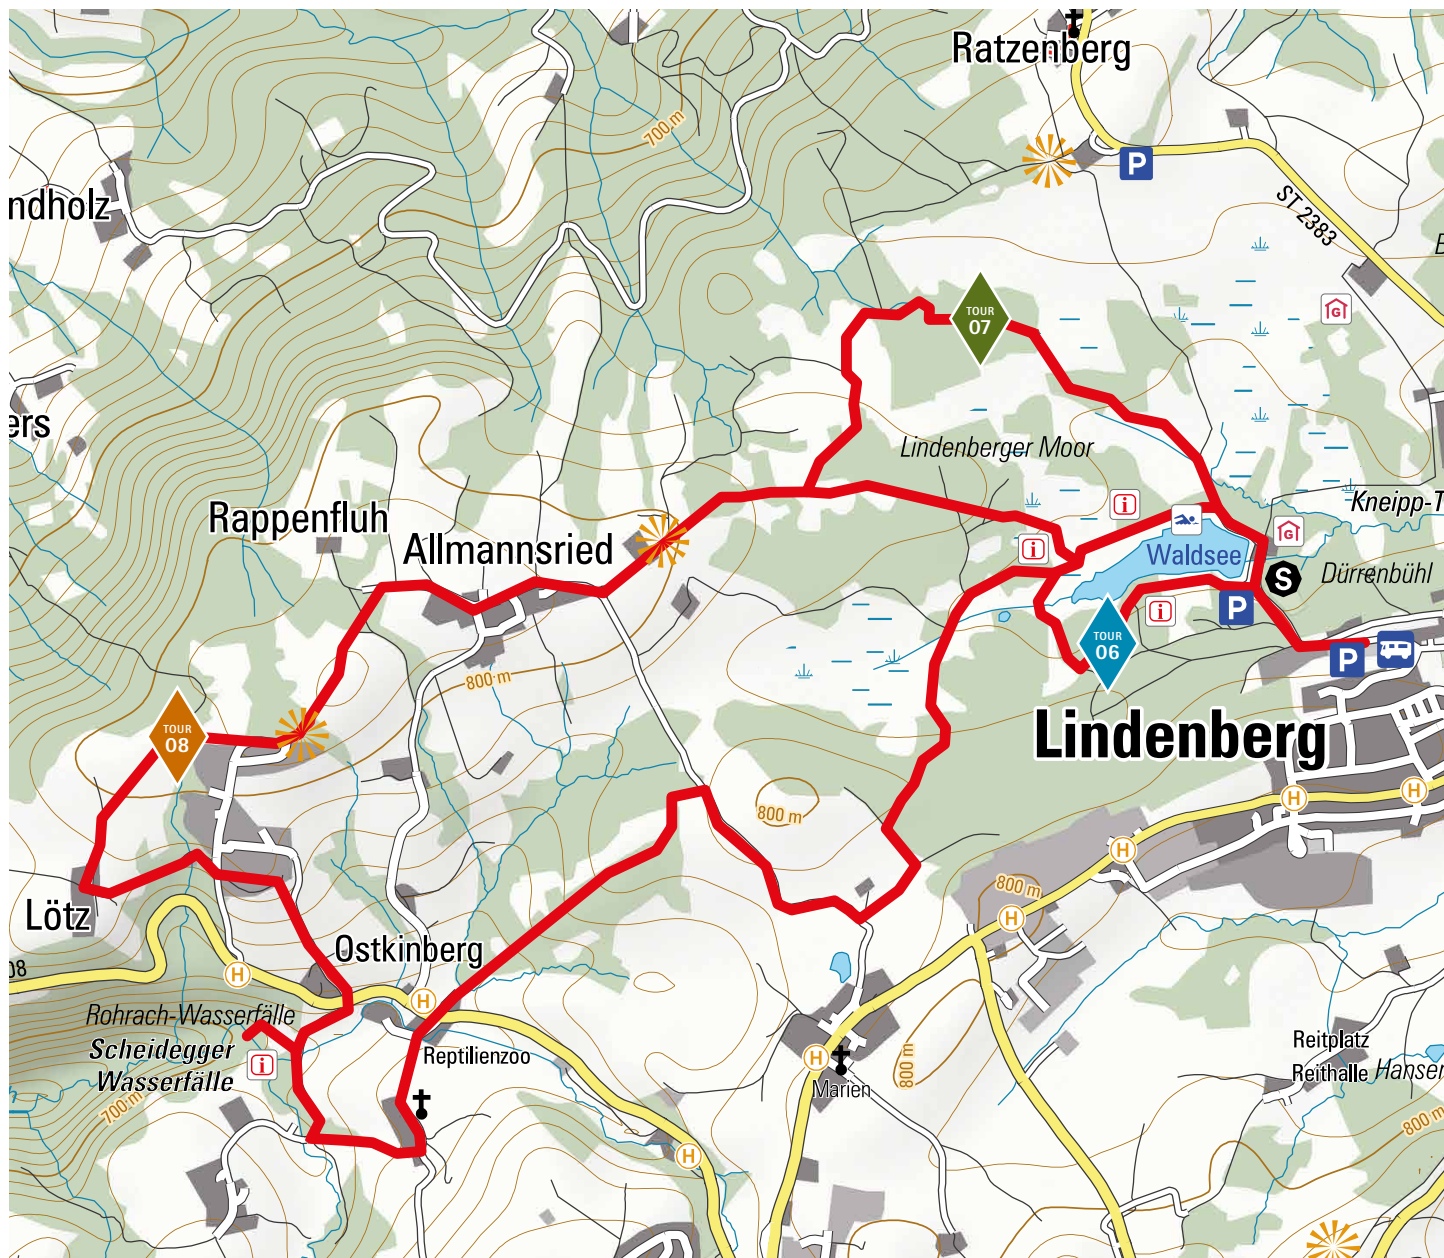 Ratzenberg
700 m
P
ndholz
ST 2383
E
G
TOUR
07
ers
Lindenberger Moor
Kneipp-T
Rappenfluh
Allmannsried
i
i
G
Waldsee
Dürrenbühl
S
i
P
TOUR
06
P
800 m
Lindenberg
TOUR
08
H
H
800 m
H
800 m
H
Lötz
Ostkinberg
08
H
H
Rohrach-Wasserfälle
Scheidegger
Wasserfälle
i
Reptilienzoo
H
Marien
800 m
Reitplatz
Reithalle
Hanser
700 m
800 m
H